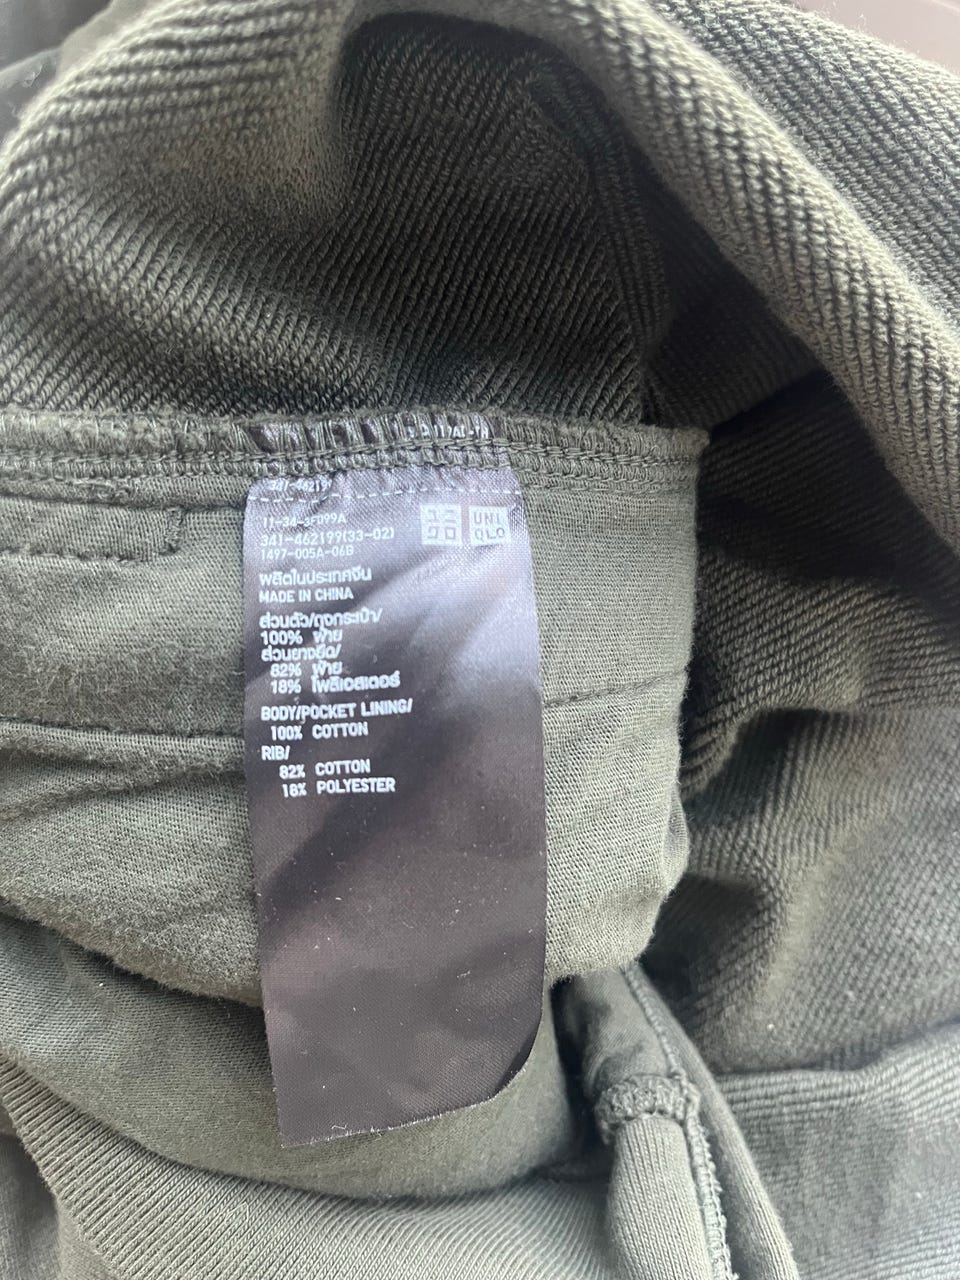 341-46219
11-34-3F099A
341-462199(33-02)
1497-005A-06B
UNI
QLO
ผลิตในประเทศจีน
MADE IN CHINA
ส่วนตัว/ถุงกระเป๋า/
100% ฝ้าย
ส่วนยางยืด/
82% ฝ้าย
18% โพลีเอสเตอร์
BODY/POCKET LINING/
100% COTTON
RIB/
82% COTTON
18% POLYESTER